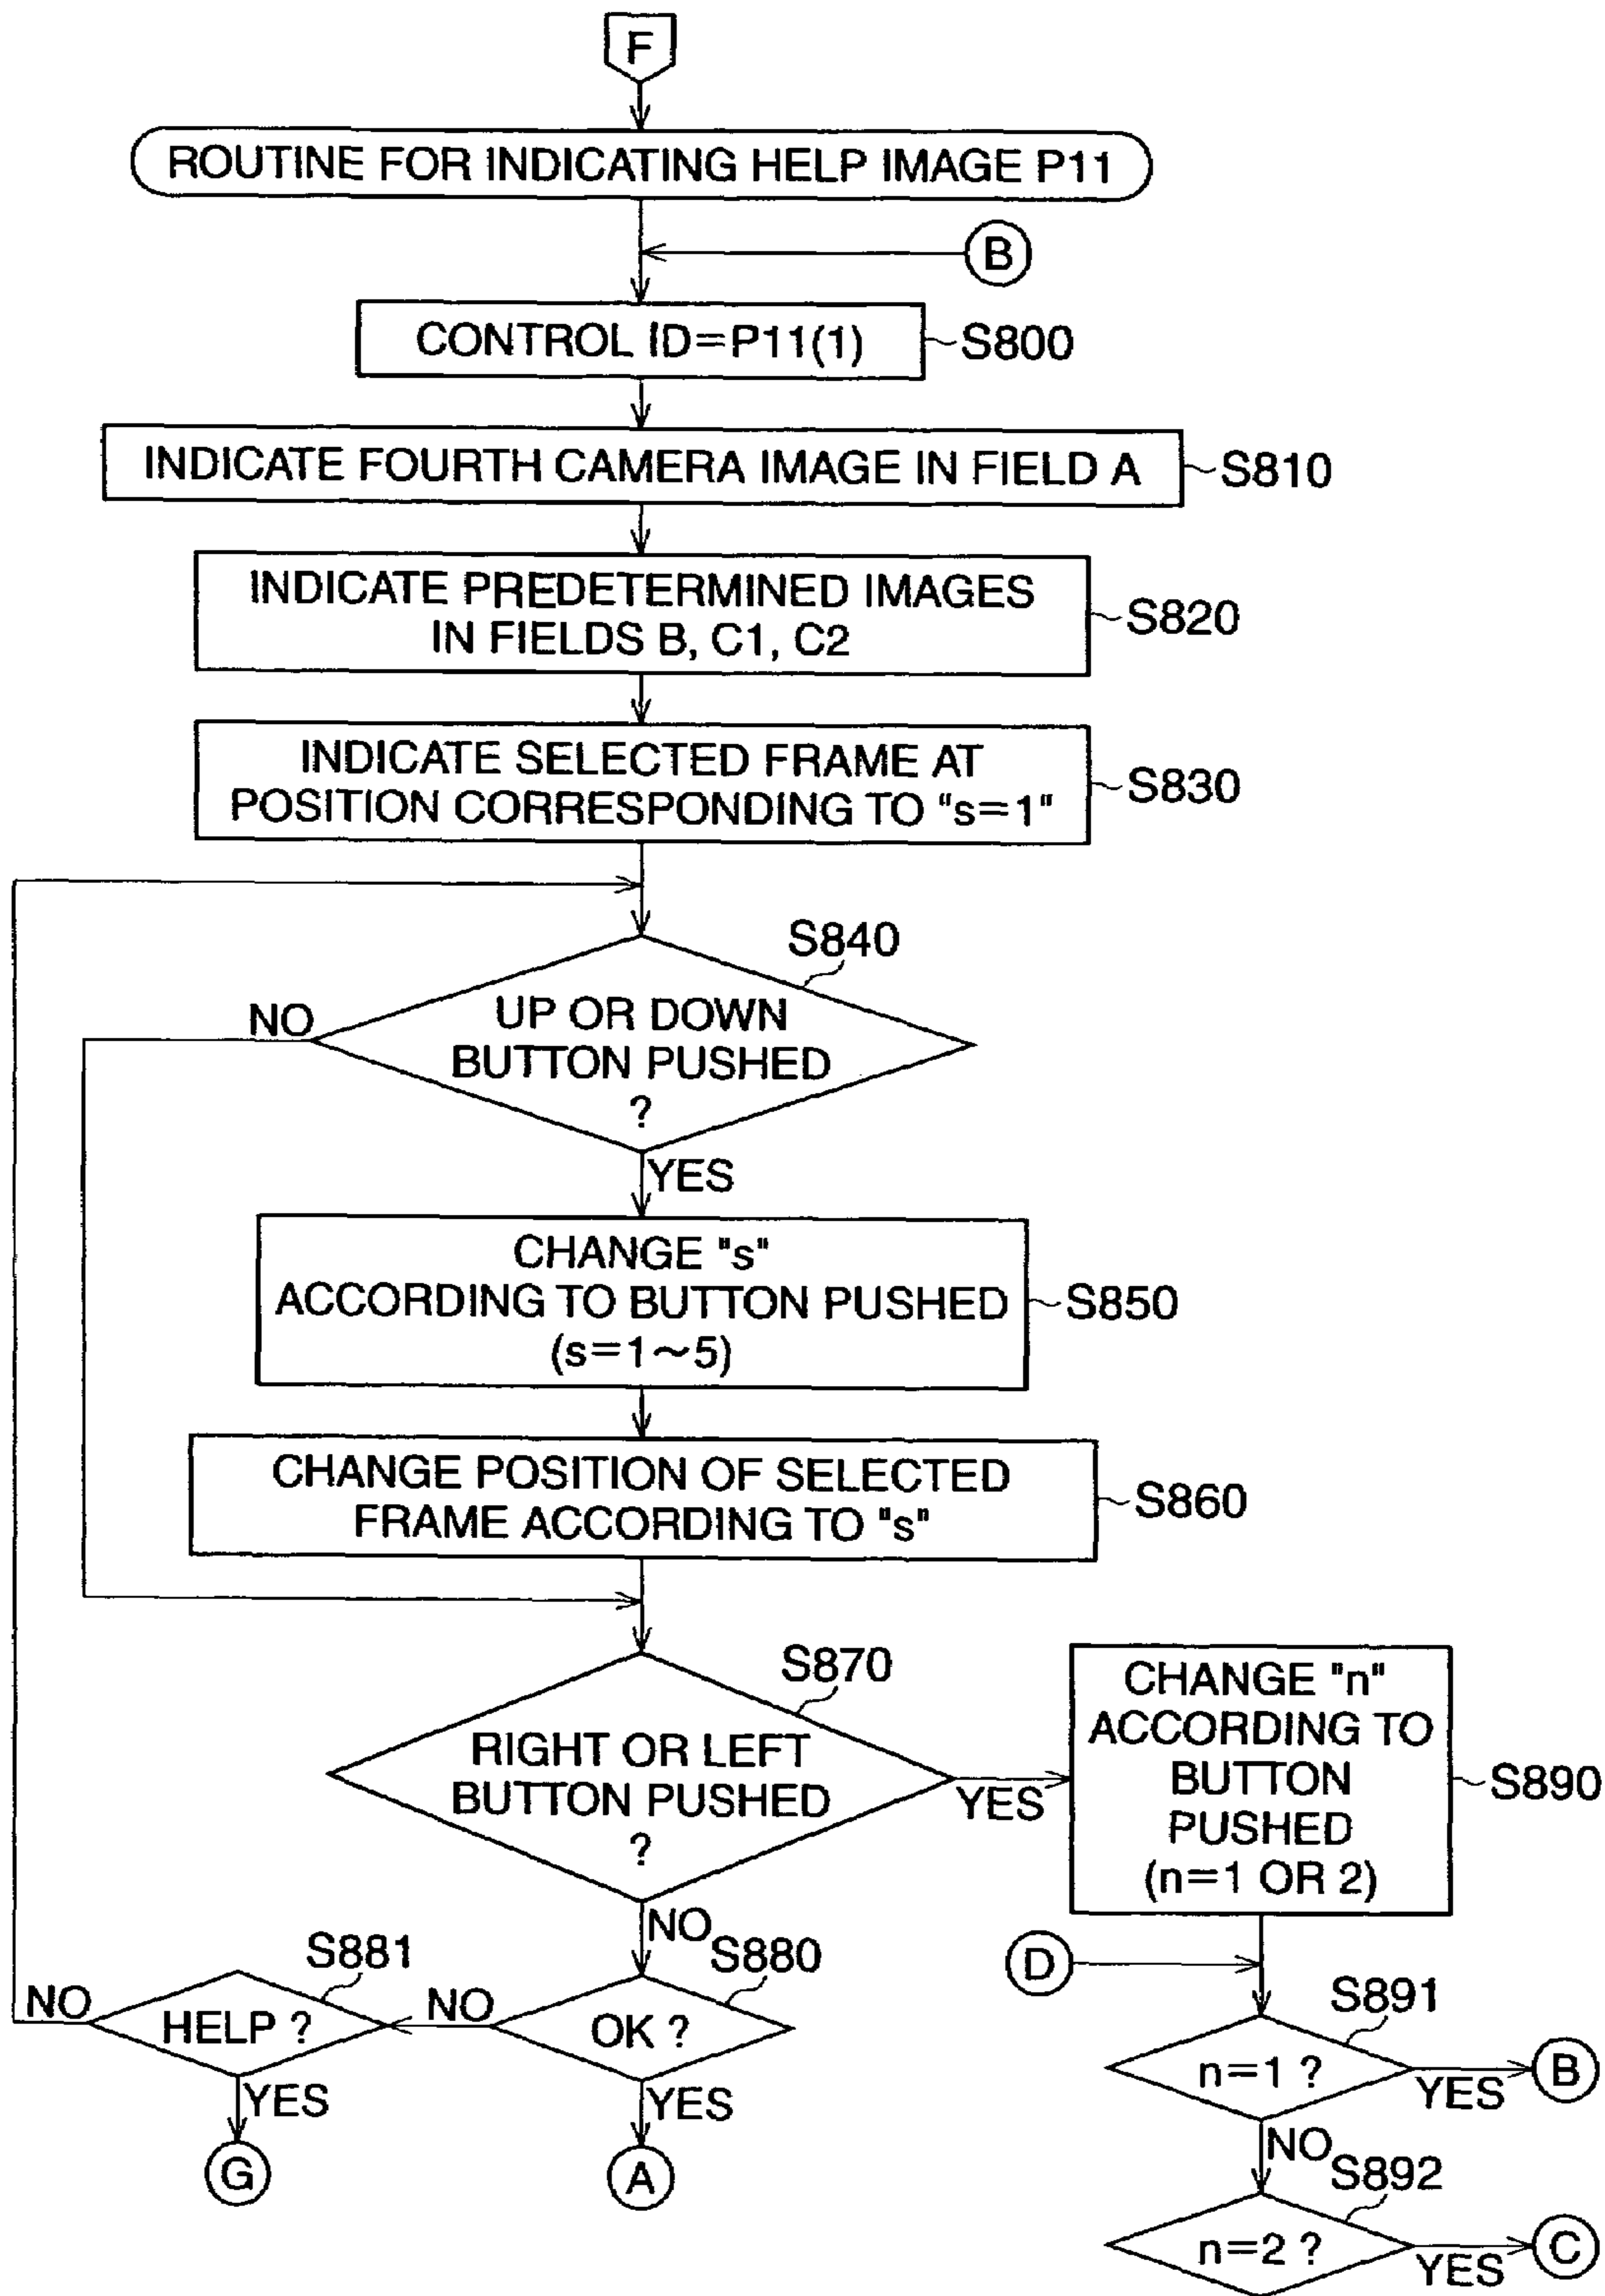 F
ROUTINE FOR INDICATING HELP IMAGE P11
B
CONTROL ID=P11(1)
S800
INDICATE FOURTH CAMERA IMAGE IN FIELD A
S810
INDICATE PREDETERMINED IMAGES
IN FIELDS B, C1, C2
S820
INDICATE SELECTED FRAME AT
POSITION CORRESPONDING TO "s=1"
S830
S840
NO
UP OR DOWN
BUTTON PUSHED
?
YES
CHANGE "s"
ACCORDING TO BUTTON PUSHED
(s=1~5)
S850
CHANGE POSITION OF SELECTED
FRAME ACCORDING TO "s"
S860
S870
RIGHT OR LEFT
BUTTON PUSHED
?
YES
CHANGE "n"
ACCORDING TO
BUTTON
PUSHED
(n=1 OR 2)
S890
NO
S880
OK ?
NO
S881
HELP ?
NO
YES
G
YES
A
D
S891
n=1 ?
YES
B
NO
S892
n=2 ?
YES
C